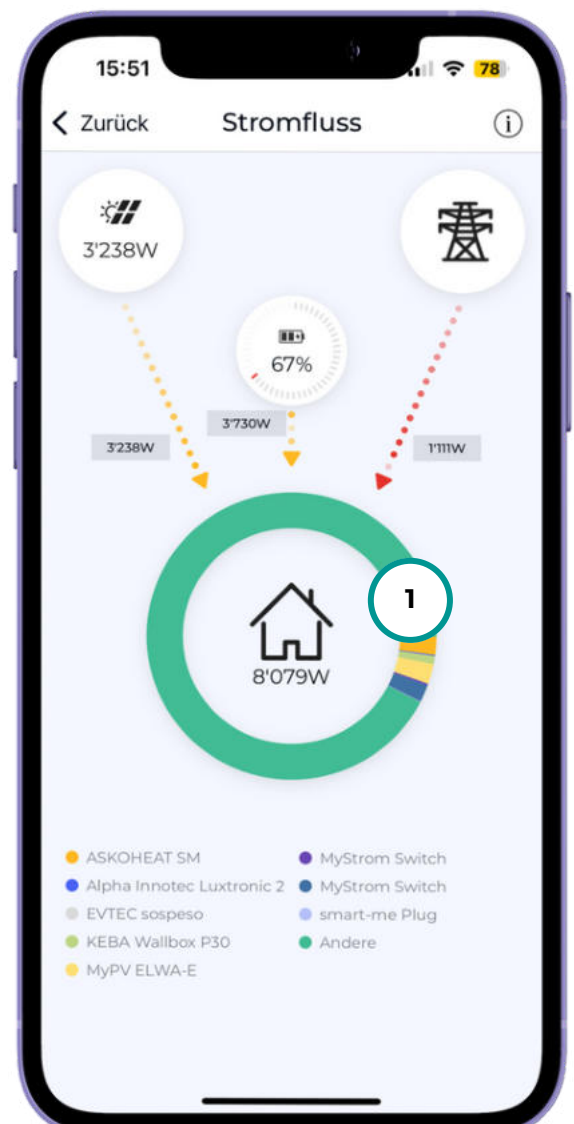 15:51
78
Zurück Stromfluss i
3'238W
67%
3'730W
3'238W
1'111W
1
8'079W
ASKOHEAT SM
Alpha Innotec Luxtronic 2
EVTEC sospeso
KEBA Wallbox P30
MyPV ELWA-E
MyStrom Switch
MyStrom Switch
smart-me Plug
Andere